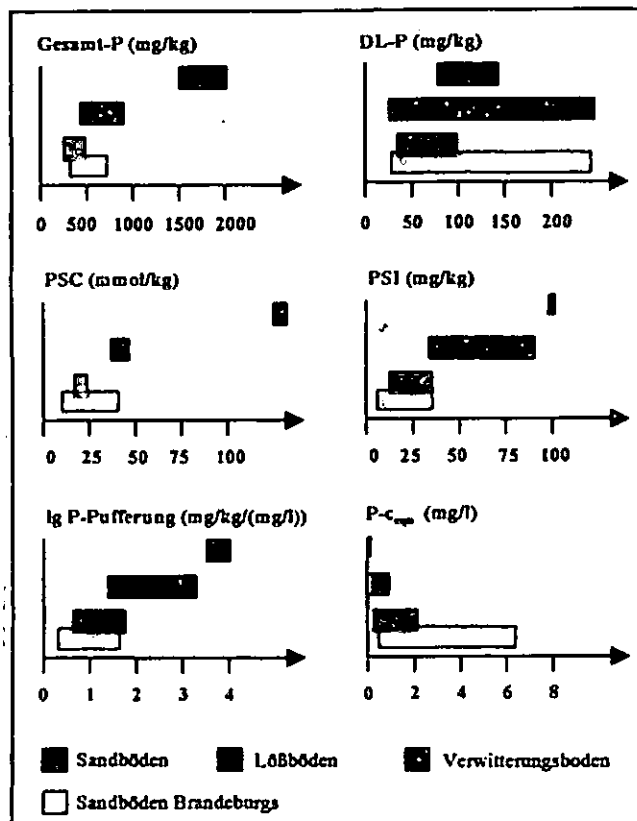 Gesamt-P (mg/kg) DL-P (mg/kg)
0 500 1000 1500 2000 0 50 100 150 200
PSC (mmol/kg) PSI (mg/kg)
0 25 50 75 100 0 25 50 75 100
lg P-Pufferung (mg/kg/(mg/l)) P-c (mg/l)
0 1 2 3 4 0 2 4 6 8
Sandböden Lößböden Verwitterungsboden
Sandböden Brandeburgs